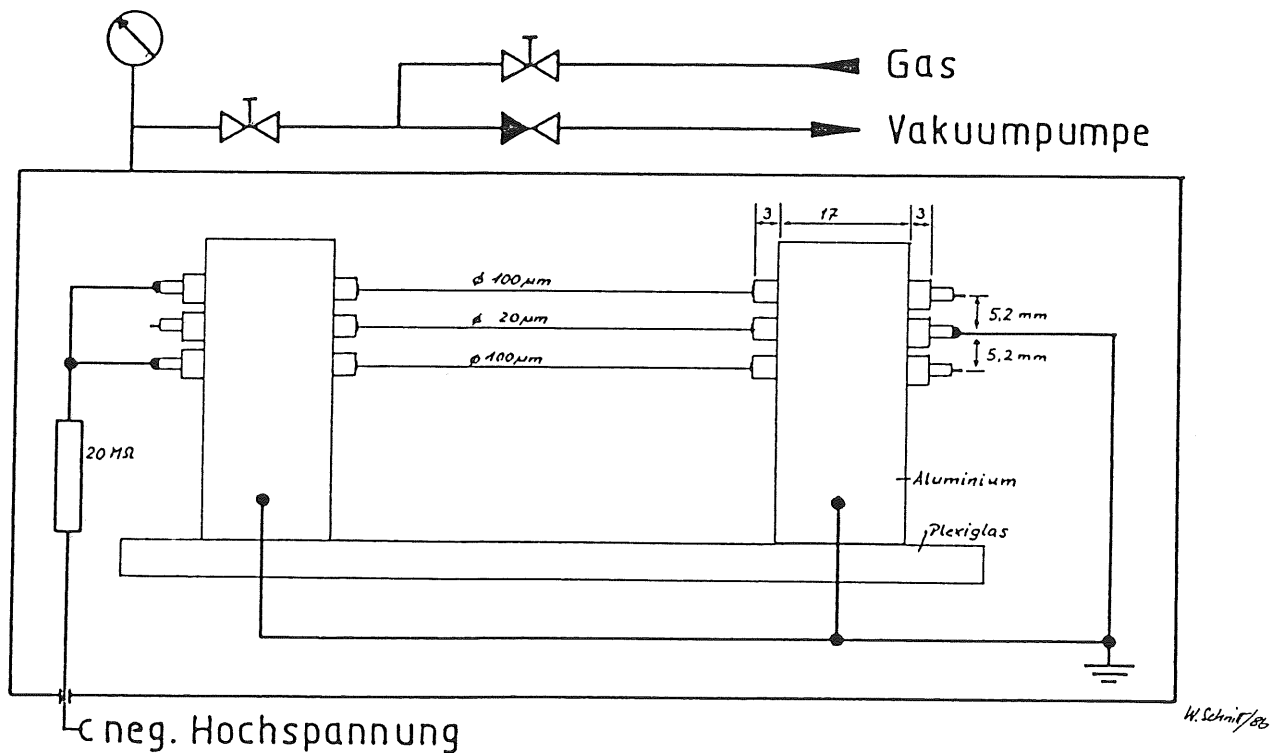 Gas
Vakuumpumpe
3 17 3
ø 100 µm
ø 20 µm
ø 100 µm
5,2 mm
5,2 mm
20 MΩ
Aluminium
Plexiglas
neg. Hochspannung